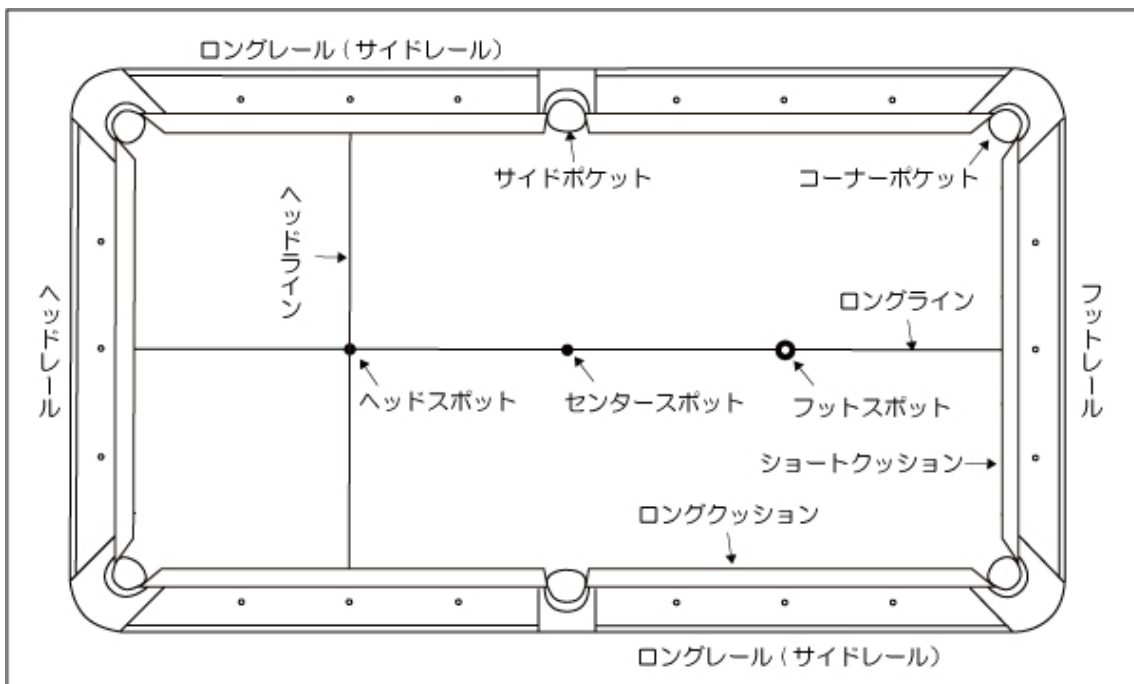 ロングレール(サイドレール)
サイドポケット
コーナーポケット
ヘッドライン
ヘッドレール
ロングライン
フットレール
ヘッドスポット
センタースポット
フットスポット
ショートクッション
ロングクッション
ロングレール(サイドレール)